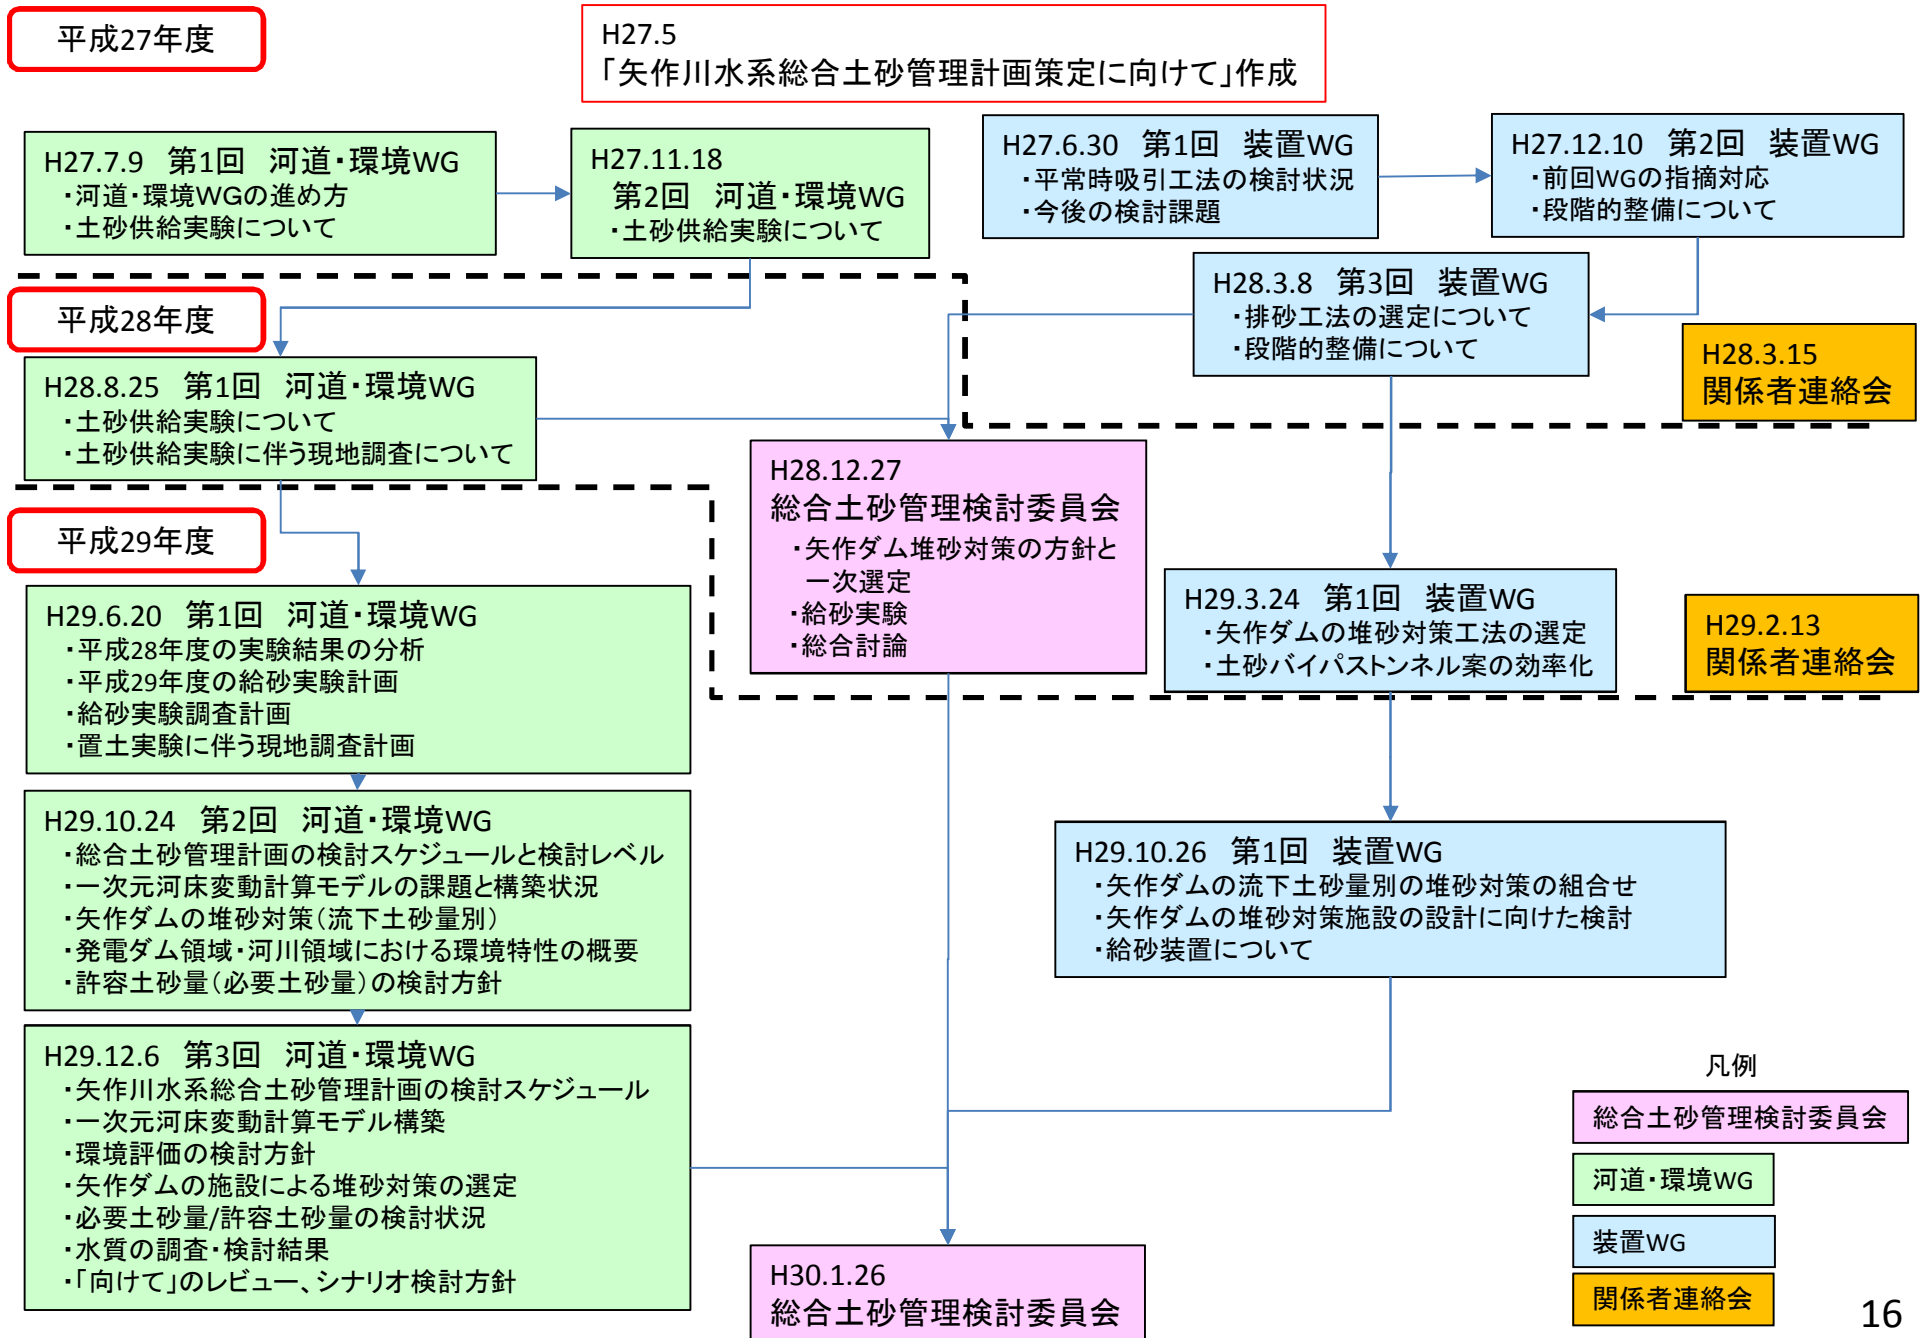 平成27年度
H27.5
「矢作川水系総合土砂管理計画策定に向けて」作成
H27.7.9 第1回 河道・環境WG
・河道・環境WGの進め方
・土砂供給実験について
H27.11.18
第2回 河道・環境WG
・土砂供給実験について
H27.6.30 第1回 装置WG
・平常時吸引工法の検討状況
・今後の検討課題
H27.12.10 第2回 装置WG
・前回WGの指摘対応
・段階的整備について
H28.3.8 第3回 装置WG
・排砂工法の選定について
・段階的整備について
H28.3.15
関係者連絡会
平成28年度
H28.8.25 第1回 河道・環境WG
・土砂供給実験について
・土砂供給実験に伴う現地調査について
H28.12.27
総合土砂管理検討委員会
・矢作ダム堆砂対策の方針と
一次選定
・給砂実験
・総合討論
H29.3.24 第1回 装置WG
・矢作ダムの堆砂対策工法の選定
・土砂バイパストンネル案の効率化
H29.2.13
関係者連絡会
平成29年度
H29.6.20 第1回 河道・環境WG
・平成28年度の実験結果の分析
・平成29年度の給砂実験計画
・給砂実験調査計画
・置土実験に伴う現地調査計画
H29.10.24 第2回 河道・環境WG
・総合土砂管理計画の検討スケジュールと検討レベル
・一次元河床変動計算モデルの課題と構築状況
・矢作ダムの堆砂対策(流下土砂量別)
・発電ダム領域・河川領域における環境特性の概要
・許容土砂量(必要土砂量)の検討方針
H29.10.26 第1回 装置WG
・矢作ダムの流下土砂量別の堆砂対策の組合せ
・矢作ダムの堆砂対策施設の設計に向けた検討
・給砂装置について
H29.12.6 第3回 河道・環境WG
・矢作川水系総合土砂管理計画の検討スケジュール
・一次元河床変動計算モデル構築
・環境評価の検討方針
・矢作ダムの施設による堆砂対策の選定
・必要土砂量/許容土砂量の検討状況
・水質の調査・検討結果
・「向けて」のレビュー、シナリオ検討方針
H30.1.26
総合土砂管理検討委員会
凡例
総合土砂管理検討委員会
河道・環境WG
装置WG
関係者連絡会
16